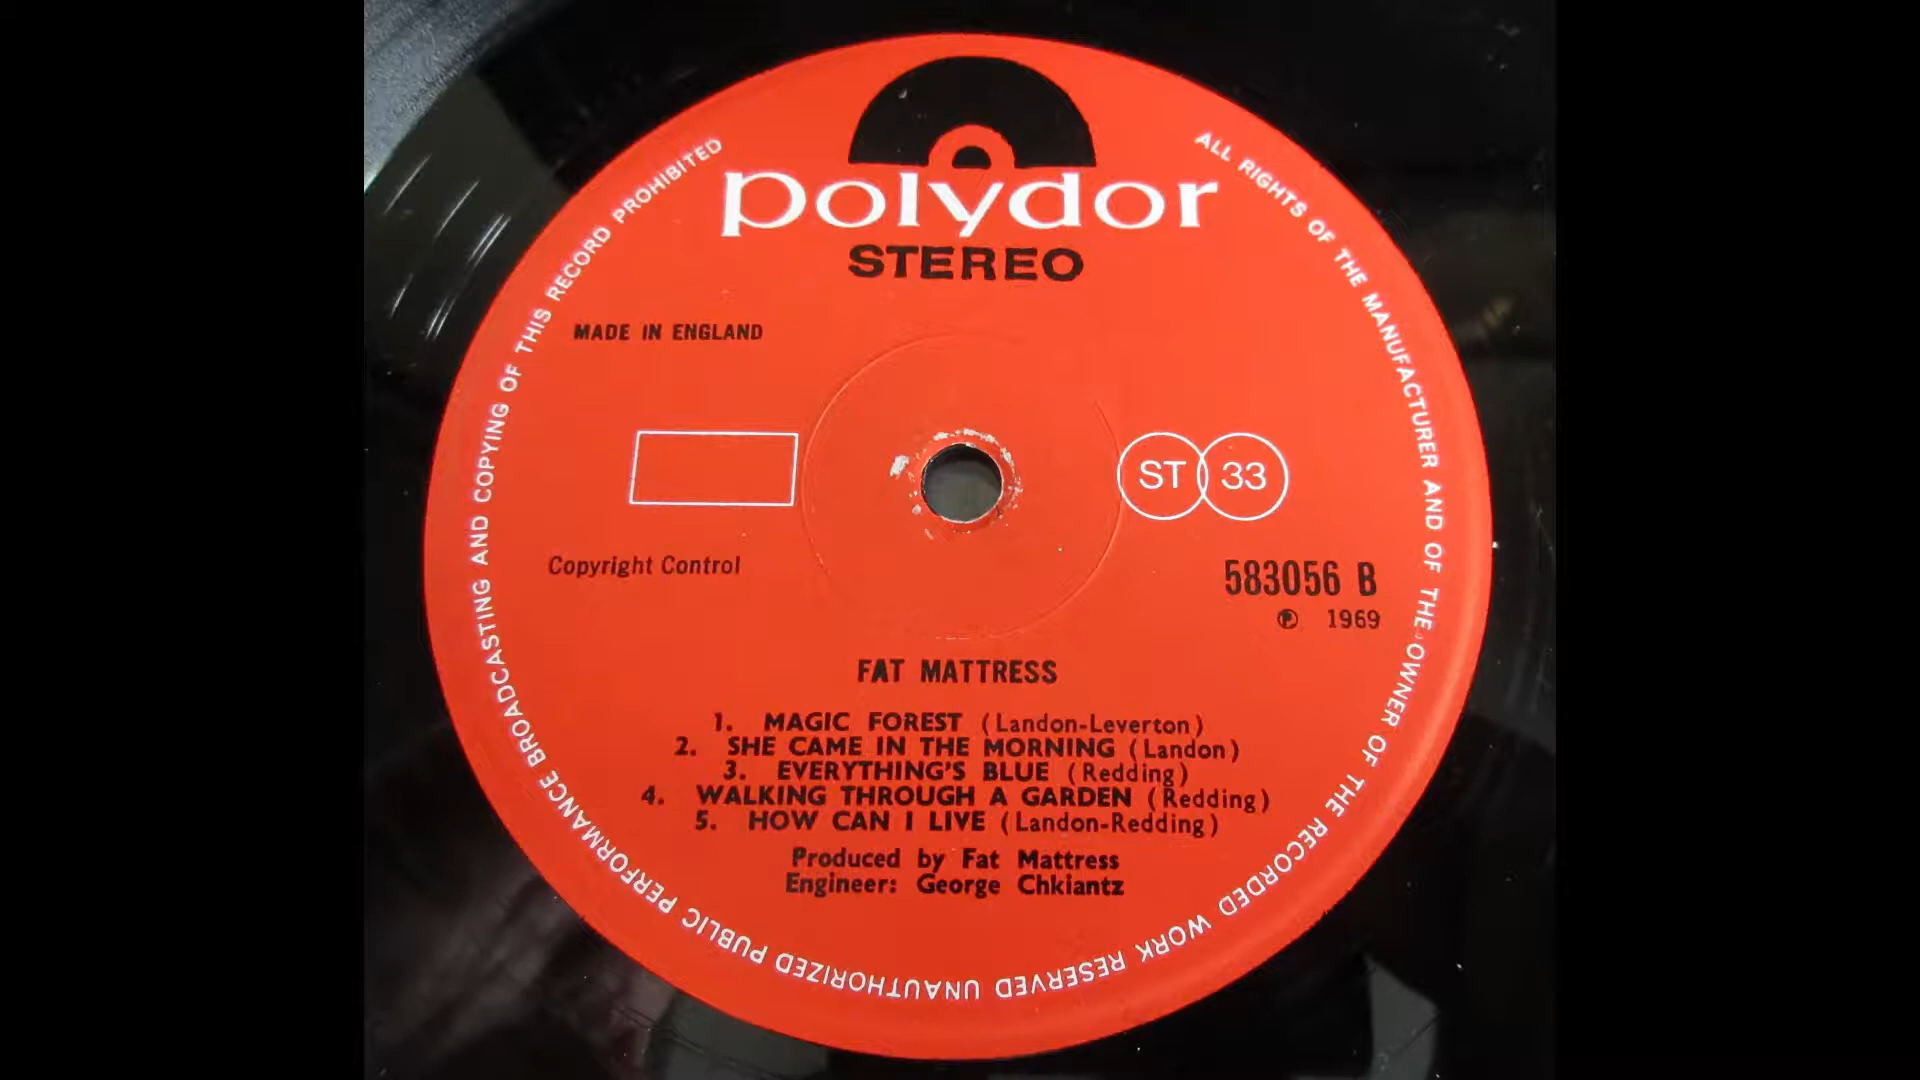 polydor
STEREO
MADE IN ENGLAND
ST 33
Copyright Control
583056 B
Ⓟ 1969
FAT MATTRESS
1. MAGIC FOREST (Landon-Leverton)
2. SHE CAME IN THE MORNING (Landon)
3. EVERYTHING'S BLUE (Redding)
4. WALKING THROUGH A GARDEN (Redding)
5. HOW CAN I LIVE (Landon-Redding)
Produced by Fat Mattress
Engineer: George Chkiantz
ALL RIGHTS OF THE MANUFACTURER AND OF THE OWNER OF THE RECORDED WORK RESERVED UNAUTHORIZED PUBLIC PERFORMANCE BROADCASTING AND COPYING OF THIS RECORD PROHIBITED